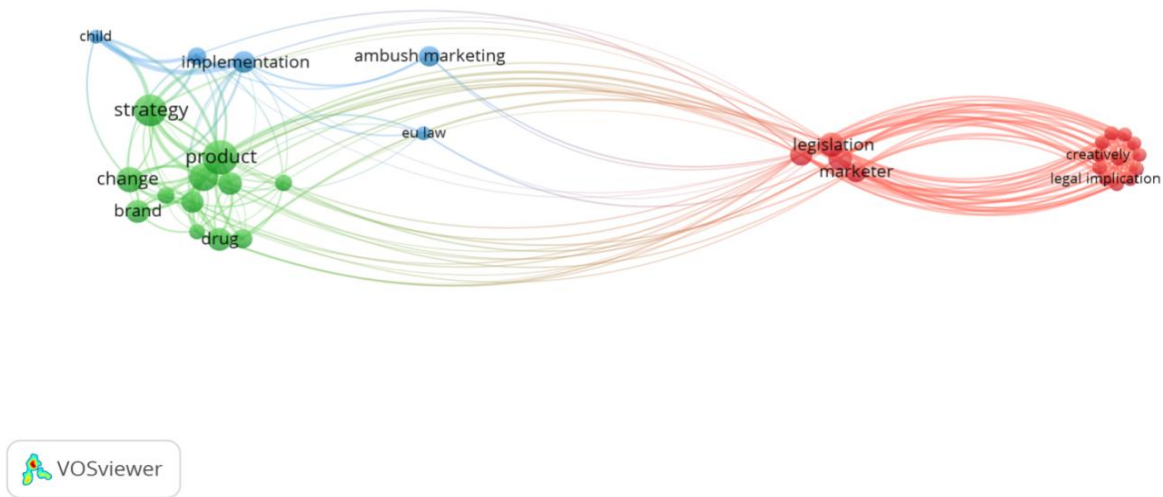 child
implementation
ambush marketing
strategy
eu law
legislation
product
creatively
marketer
change
legal implication
brand
drug
VOSviewer